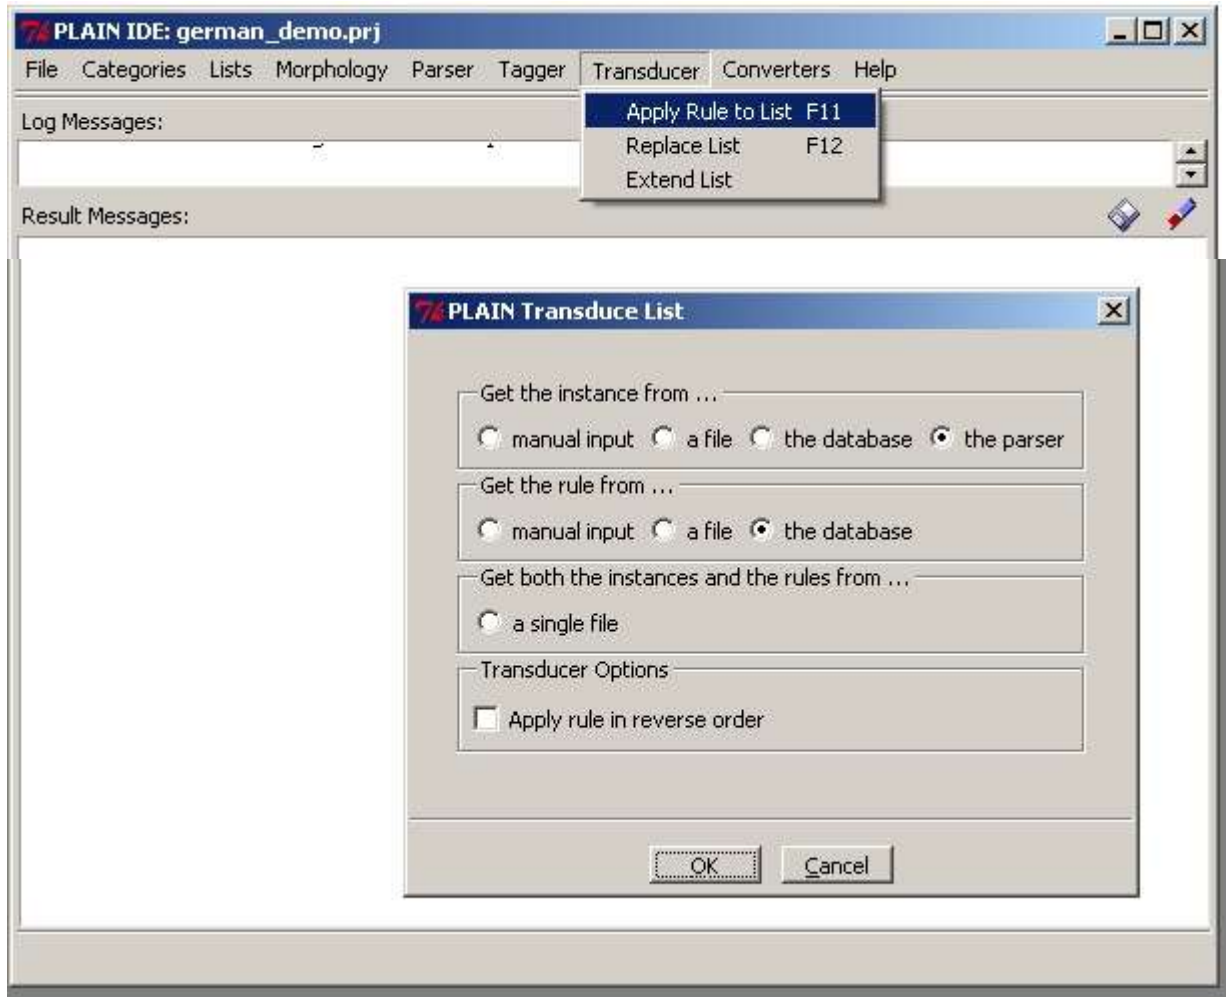 PLAIN IDE: german_demo.prj
File Categories Lists Morphology Parser Tagger Transducer Converters Help
Apply Rule to List F11
Replace List F12
Extend List
Log Messages:
Result Messages:
PLAIN Transduce List
Get the instance from ...
manual input a file the database the parser
Get the rule from ...
manual input a file the database
Get both the instances and the rules from ...
a single file
Transducer Options
Apply rule in reverse order
OK Cancel